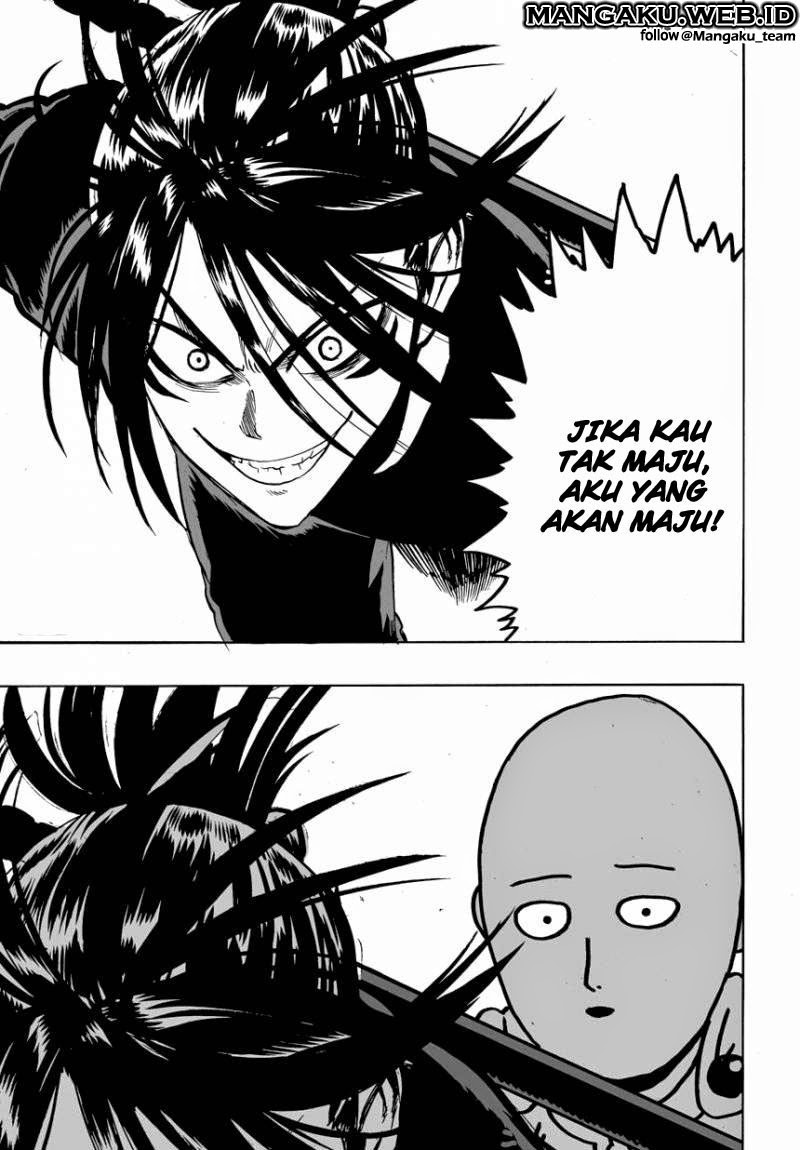 MANGAKU.WEB.ID
follow @Mangaku_team
JIKA KAU
TAK MAJU,
AKU YANG
AKAN MAJU!